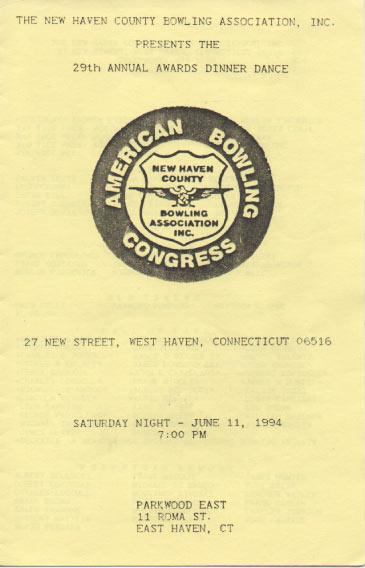 THE NEW HAVEN COUNTY BOWLING ASSOCIATION, INC.
PRESENTS THE
29th ANNUAL AWARDS DINNER DANCE
AMERICAN BOWLING
NEW HAVEN
COUNTY
BOWLING
ASSOCIATION
INC.
CONGRESS
27 NEW STREET, WEST HAVEN, CONNECTICUT 06516
SATURDAY NIGHT - JUNE 11, 1994
7:00 PM
PARKWOOD EAST
11 ROMA ST.
EAST HAVEN, CT